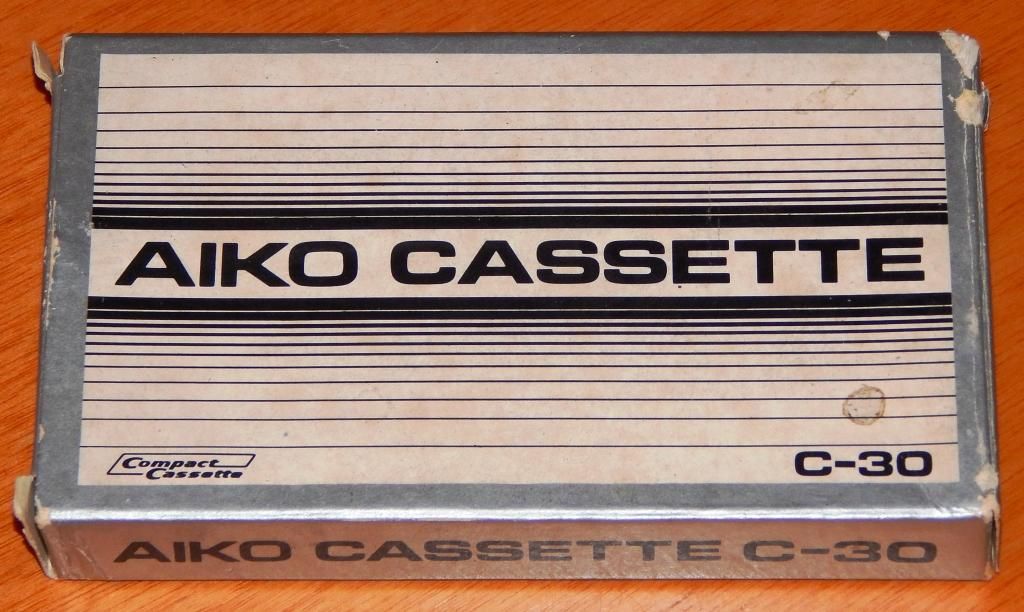 AIKO CASSETTE
Compact
Cassette
C-30
AIKO CASSETTE C-30